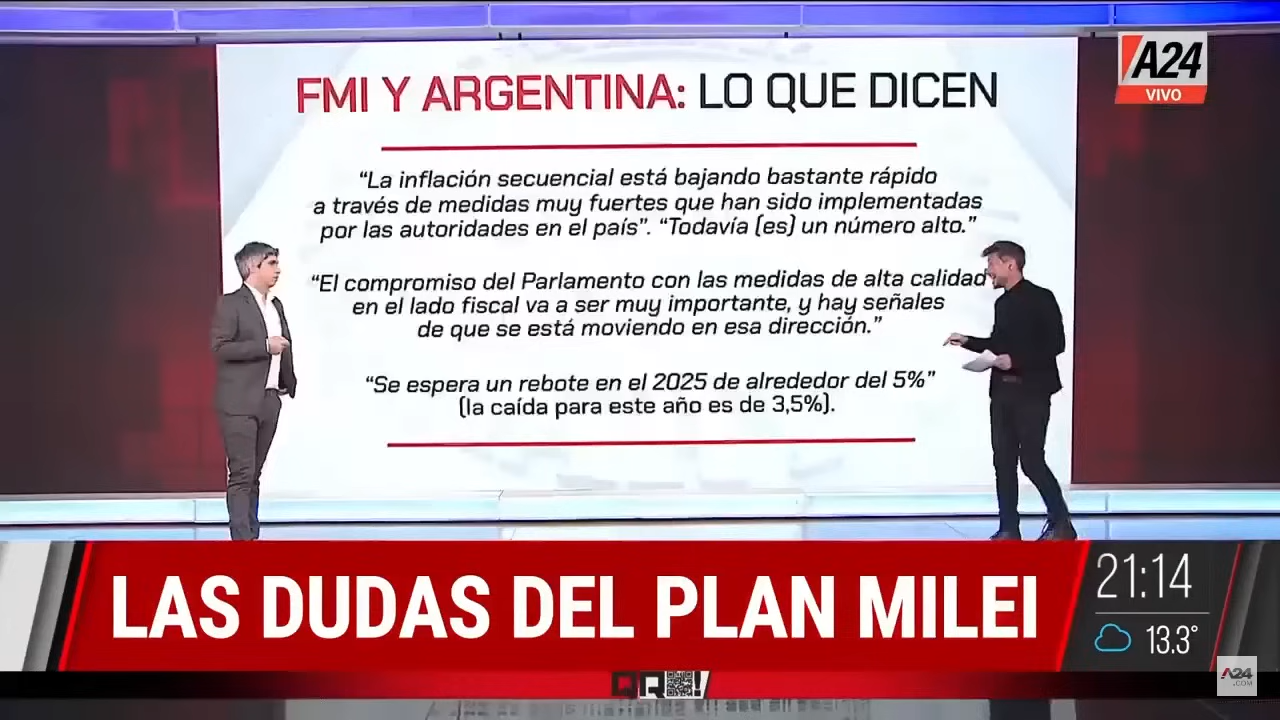 FMI Y ARGENTINA: LO QUE DICEN
A24
VIVO
“La inflación secuencial está bajando bastante rápido
a través de medidas muy fuertes que han sido implementadas
por las autoridades en el país”. “Todavía (es) un número alto.”
“El compromiso del Parlamento con las medidas de alta calidad
en el lado fiscal va a ser muy importante, y hay señales
de que se está moviendo en esa dirección.”
“Se espera un rebote en el 2025 de alrededor del 5%”
(la caída para este año es de 3,5%).
LAS DUDAS DEL PLAN MILEI
21:14
13.3°
QR!
A24
.COM